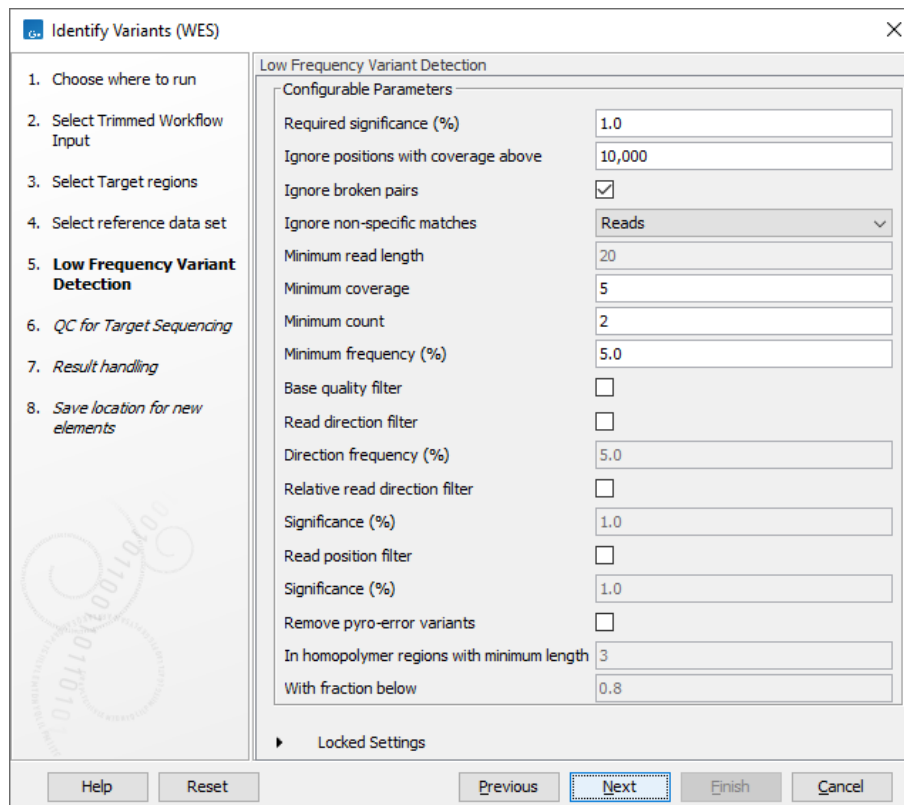 Identify Variants (WES)
1. Choose where to run
2. Select Trimmed Workflow
Input
3. Select Target regions
4. Select reference data set
5. Low Frequency Variant
Detection
6. QC for Target Sequencing
7. Result handling
8. Save location for new
elements
Low Frequency Variant Detection
Configurable Parameters
Required significance (%) 1.0
Ignore positions with coverage above 10,000
Ignore broken pairs
Ignore non-specific matches Reads
Minimum read length 20
Minimum coverage 5
Minimum count 2
Minimum frequency (%) 5.0
Base quality filter
Read direction filter
Direction frequency (%) 5.0
Relative read direction filter
Significance (%) 1.0
Read position filter
Significance (%) 1.0
Remove pyro-error variants
In homopolymer regions with minimum length 3
With fraction below 0.8
Locked Settings
Help Reset Previous Next Finish Cancel